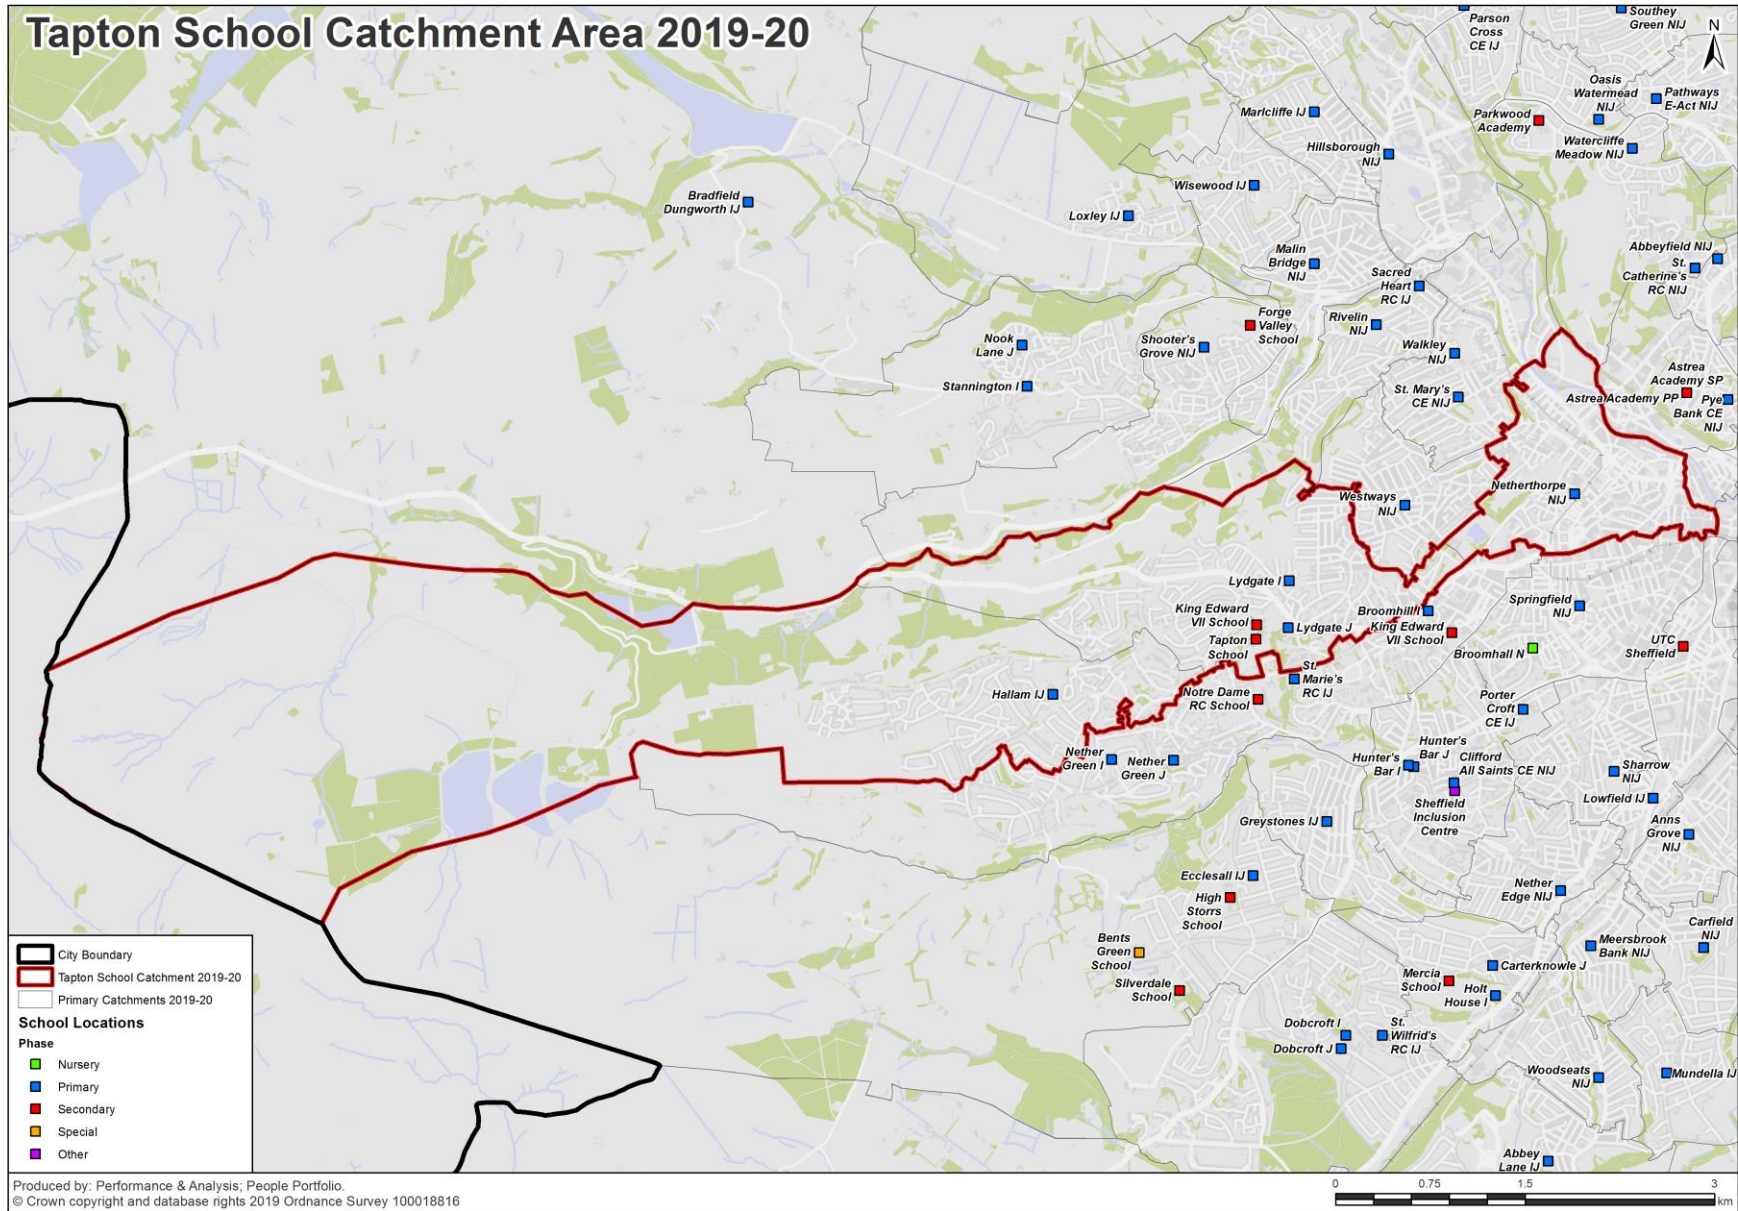 Tapton School Catchment Area 2019-20
Parson
Cross
CE IJ
Southey
Green NIJ
N
Oasis
Watermead
NIJ
Pathways
E-Act NIJ
Marlcliffe IJ
Parkwood
Academy
Hillsborough
NIJ
Watercliffe
Meadow NIJ
Wisewood IJ
Bradfield
Dungworth IJ
Loxley IJ
Malin
Bridge
NIJ
Abbeyfield NIJ
St.
Catherine's
RC NIJ
Sacred
Heart
RC IJ
Forge
Valley
School
Rivelin
NIJ
Nook
Lane J
Shooter's
Grove NIJ
Walkley
NIJ
Stannington I
St. Mary's
CE NIJ
Astrea
Academy SP
Astrea Academy PP
Pye
Bank CE
NIJ
Westways
NIJ
Netherthorpe
NIJ
Lydgate I
King Edward
VII School
Lydgate J
Tapton
School
Broomhill I
King Edward
VII School
Springfield
NIJ
Broomhall N
UTC
Sheffield
St.
Marie's
RC IJ
Hallam IJ
Notre Dame
RC School
Porter
Croft
CE IJ
Nether
Green I
Nether
Green J
Hunter's
Bar J
Hunter's
Bar I
Clifford
All Saints CE NIJ
Sheffield
Inclusion
Centre
Sharrow
NIJ
Lowfield IJ
Anns
Grove
NIJ
Greystones IJ
Ecclesall IJ
High
Storrs
School
Nether
Edge NIJ
Carfield
NIJ
Bents
Green
School
Meersbrook
Bank NIJ
Carterknowle J
Mercia
School
Holt
House I
Silverdale
School
Dobcroft I
Dobcroft J
St.
Wilfrid's
RC IJ
Woodseats
NIJ
Mundella IJ
Abbey
Lane IJ
City Boundary
Tapton School Catchment 2019-20
Primary Catchments 2019-20
School Locations
Phase
Nursery
Primary
Secondary
Special
Other
Produced by: Performance & Analysis; People Portfolio.
© Crown copyright and database rights 2019 Ordnance Survey 100018816
0 0.75 1.5 3
km